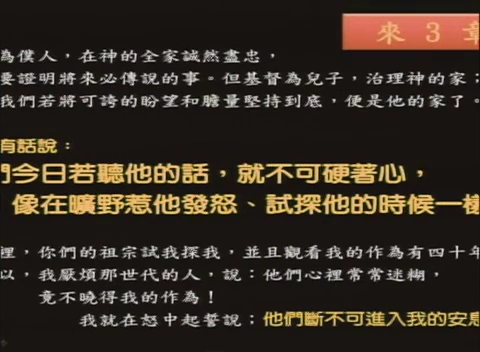 來 3 章
為僕人，在神的全家誠然盡忠，
要證明將來必傳說的事。但基督為兒子，治理神的家；
我們若將可誇的盼望和膽量堅持到底，便是他的家了。
有話說：
們今日若聽他的話，就不可硬著心，
像在曠野惹他發怒、試探他的時候一樣
裡，你們的祖宗試我探我，並且觀看我的作為有四十年
以，我厭煩那世代的人，說：他們心裡常常迷糊，
竟不曉得我的作為！
我就在怒中起誓說；他們斷不可進入我的安息